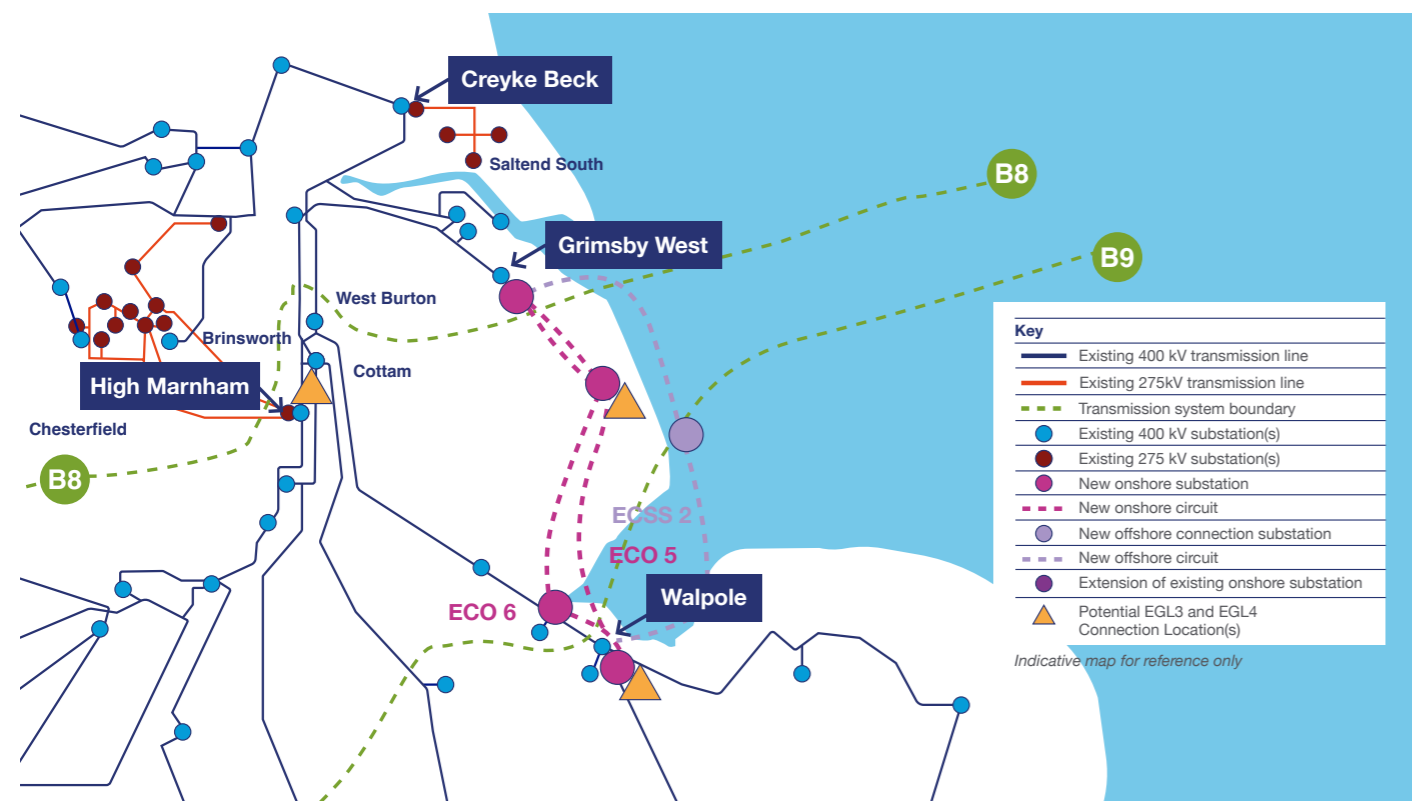 Creyke Beck
Saltend South
B8
Grimsby West
B9
West Burton
Brinsworth
Cottam
High Marnham
Chesterfield
B8
ECSS 2
ECO 5
Walpole
ECO 6
Key
Existing 400 kV transmission line
Existing 275kV transmission line
Transmission system boundary
Existing 400 kV substation(s)
Existing 275 kV substation(s)
New onshore substation
New onshore circuit
New offshore connection substation
New offshore circuit
Extension of existing onshore substation
Potential EGL3 and EGL4
Connection Location(s)
Indicative map for reference only